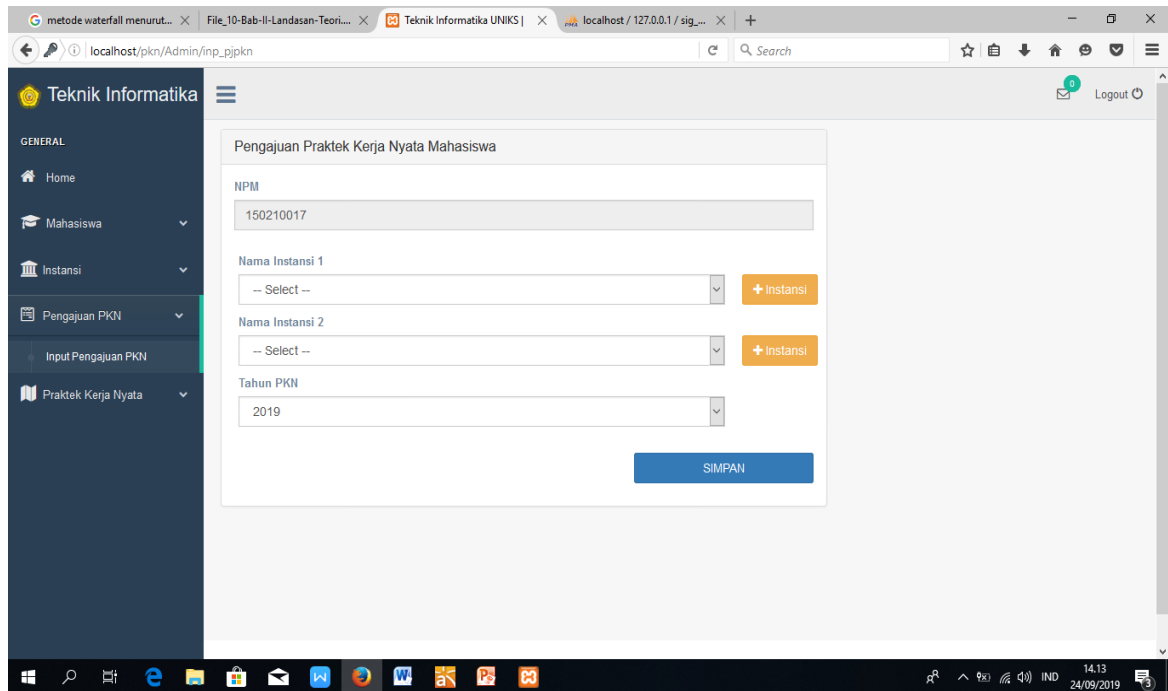 metode waterfall menurut...
File_10-Bab-II-Landasan-Teori....
Teknik Informatika UNIKS |
localhost / 127.0.0.1 / sig_...
localhost/pkn/Admin/inp_pjpkn
Search
Teknik Informatika
0
Logout
GENERAL
Home
Mahasiswa
Instansi
Pengajuan PKN
Input Pengajuan PKN
Praktek Kerja Nyata
Pengajuan Praktek Kerja Nyata Mahasiswa
NPM
150210017
Nama Instansi 1
-- Select --
+ Instansi
Nama Instansi 2
-- Select --
+ Instansi
Tahun PKN
2019
SIMPAN
IND
14.13
24/09/2019
3